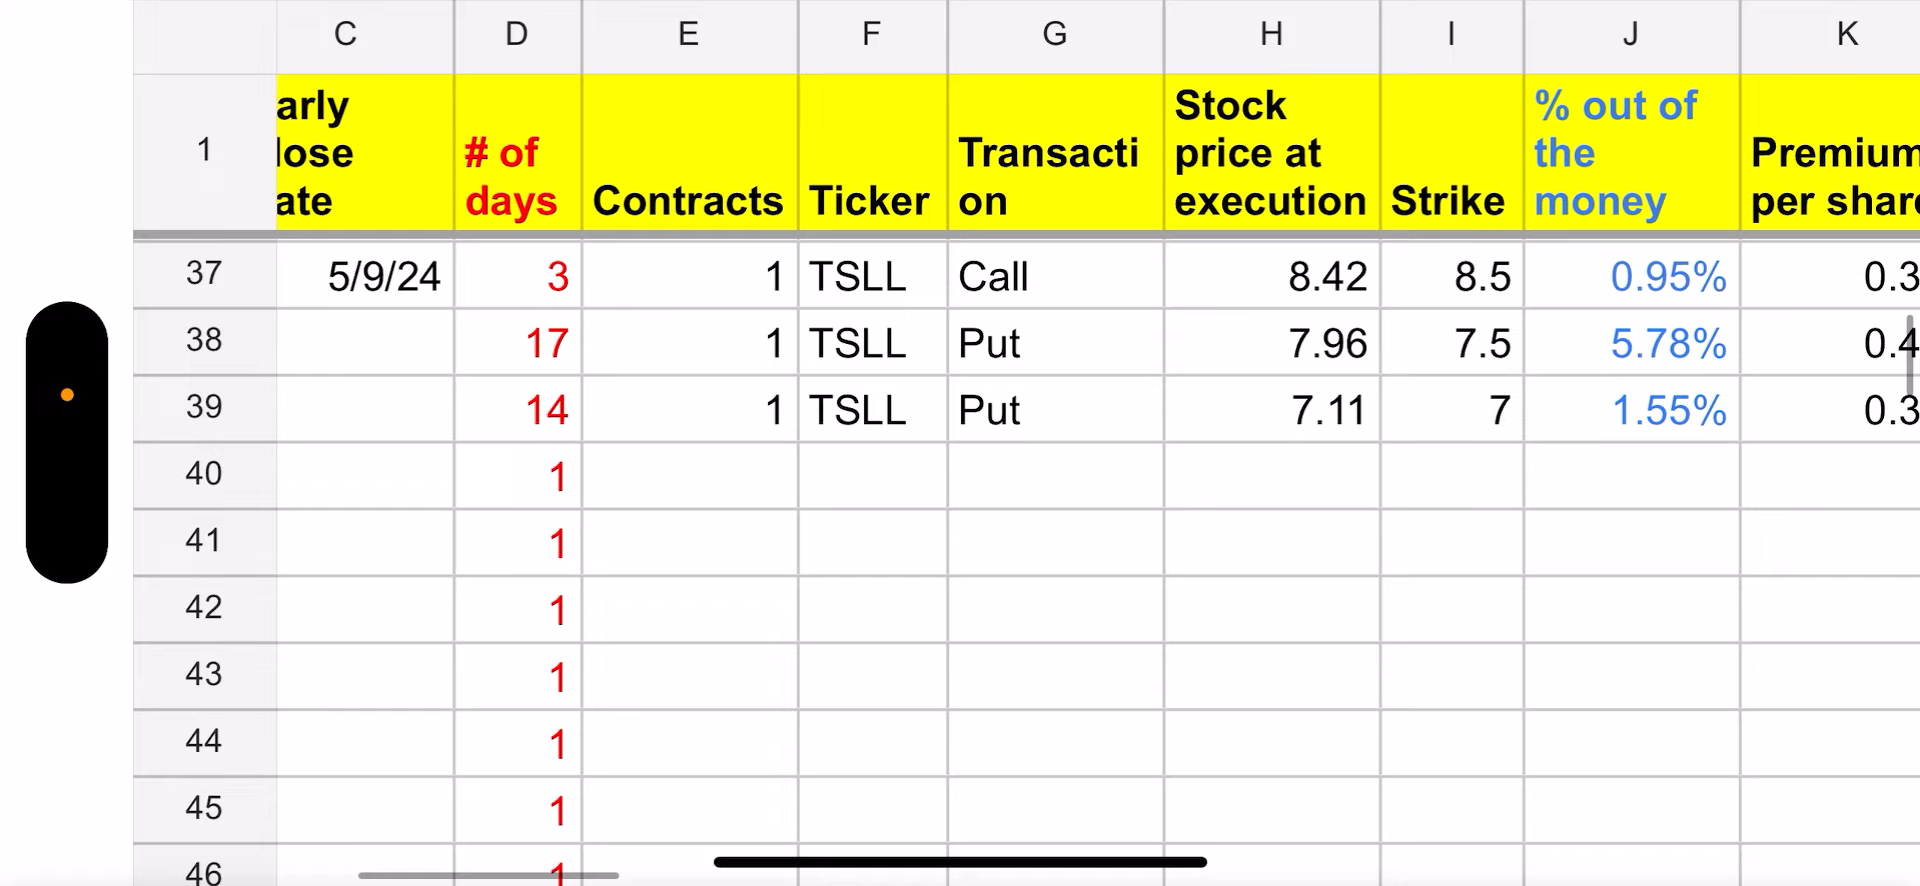 C D E F G H I J K
1 arly lose ate # of days Contracts Ticker Transacti on Stock price at execution Strike % out of the money Premium per share
37 5/9/24 3 1 TSLL Call 8.42 8.5 0.95% 0.3
38 17 1 TSLL Put 7.96 7.5 5.78% 0.4
39 14 1 TSLL Put 7.11 7 1.55% 0.3
40 1
41 1
42 1
43 1
44 1
45 1
46 1